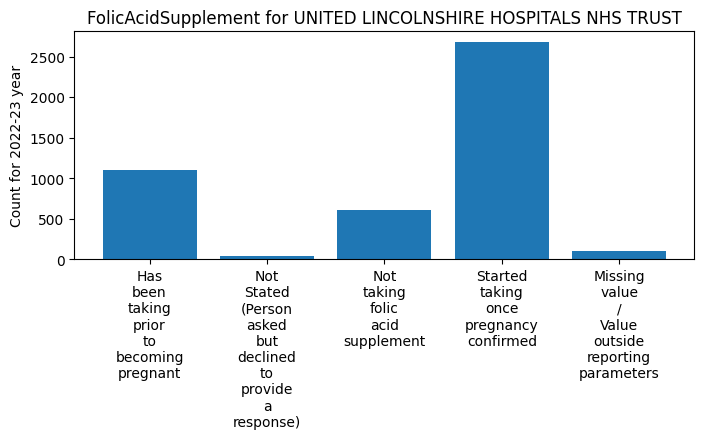 FolicAcidSupplement for UNITED LINCOLNSHIRE HOSPITALS NHS TRUST
Count for 2022-23 year
2500
2000
1500
1000
500
0
Has
been
taking
prior
to
becoming
pregnant
Not
Stated
(Person
asked
but
declined
to
provide
a
response)
Not
taking
folic
acid
supplement
Started
taking
once
pregnancy
confirmed
Missing
value
/
Value
outside
reporting
parameters